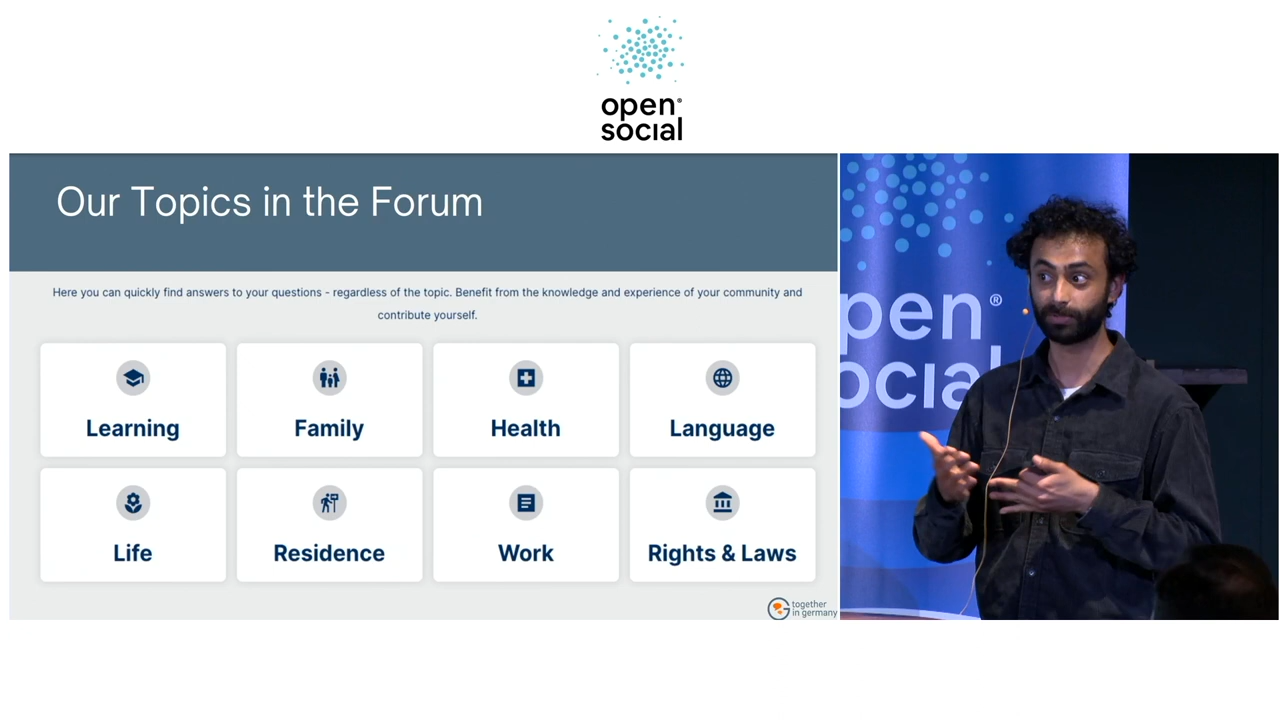 open®
social
Our Topics in the Forum
Here you can quickly find answers to your questions - regardless of the topic. Benefit from the knowledge and experience of your community and
contribute yourself.
Learning
Family
Health
Language
Life
Residence
Work
Rights & Laws
together
in germany
pen®
ocia